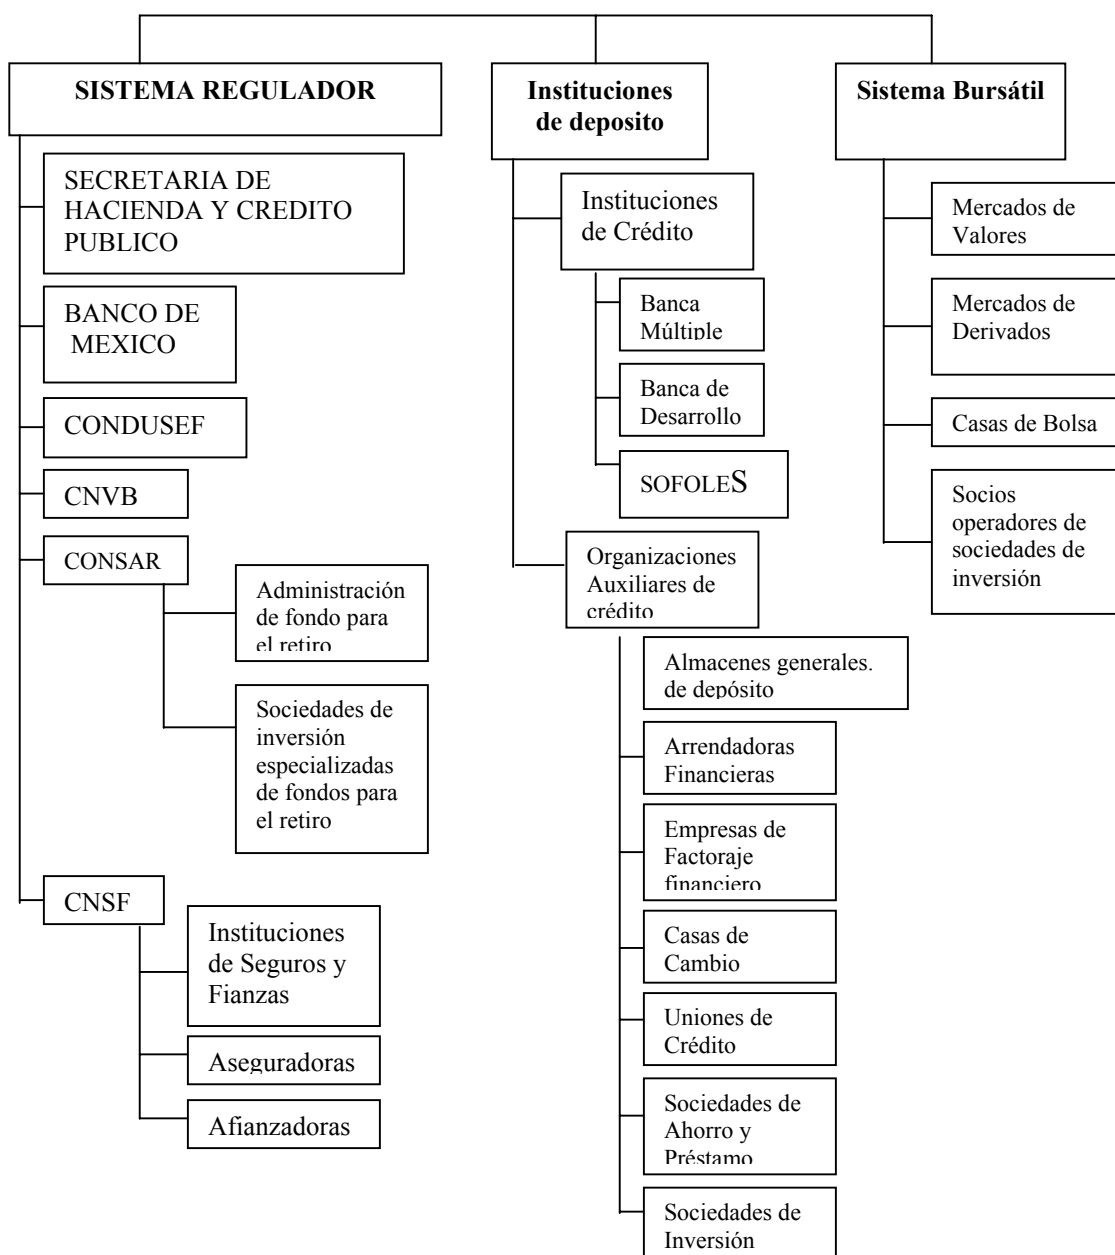 SISTEMA REGULADOR
SECRETARIA DE
HACIENDA Y CREDITO
PUBLICO
BANCO DE
MEXICO
CONDUSEF
CNVB
CONSAR
Administración
de fondo para
el retiro
Sociedades de
inversión
especializadas
de fondos para
el retiro
CNSF
Instituciones
de Seguros y
Fianzas
Aseguradoras
Afianzadoras
Instituciones
de deposito
Instituciones
de Crédito
Banca
Múltiple
Banca de
Desarrollo
SOFOLES
Organizaciones
Auxiliares de
crédito
Almacenes generales.
de depósito
Arrendadoras
Financieras
Empresas de
Factoraje
financiero
Casas de
Cambio
Uniones de
Crédito
Sociedades de
Ahorro y
Préstamo
Sociedades de
Inversión
Sistema Bursátil
Mercados de
Valores
Mercados de
Derivados
Casas de Bolsa
Socios
operadores de
sociedades de
inversión